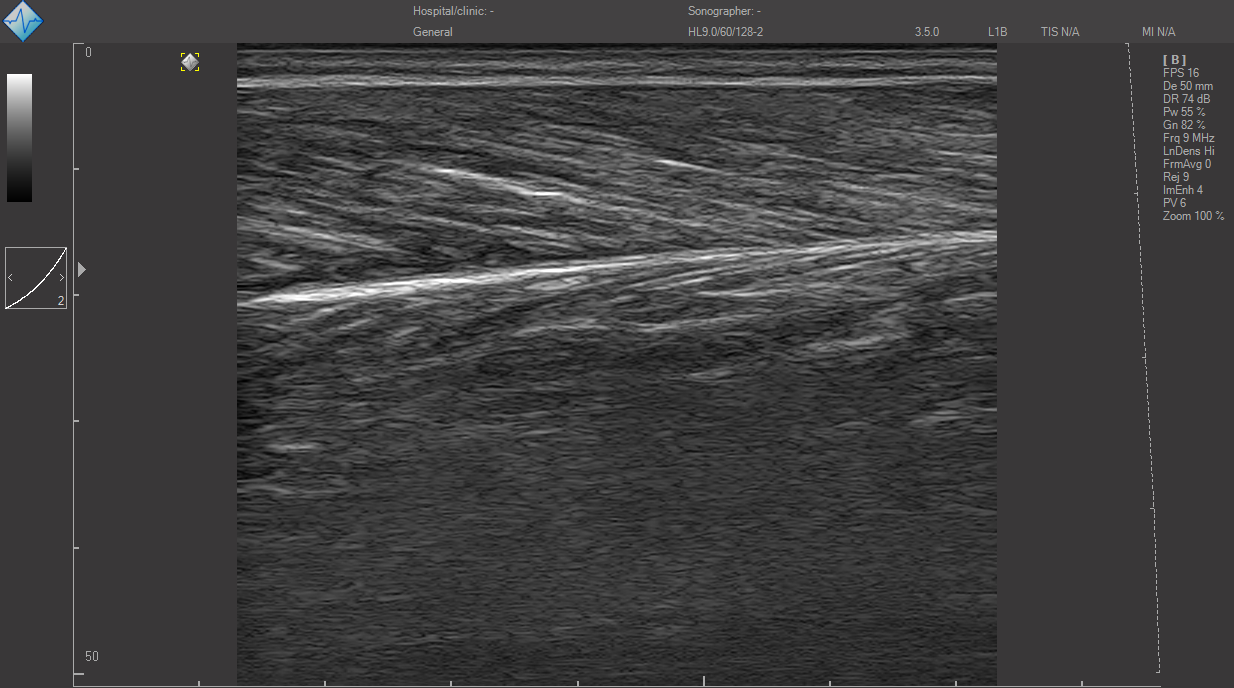 Hospital/clinic: -
Sonographer: -
General
HL9.0/60/128-2
3.5.0
L1B
TIS N/A
MI N/A
0
[ B ]
FPS 16
De 50 mm
DR 74 dB
Pw 55 %
Gn 82 %
Frq 9 MHz
LnDens Hi
FrmAvg 0
Rej 9
ImEnh 4
PV 6
Zoom 100 %
2
50